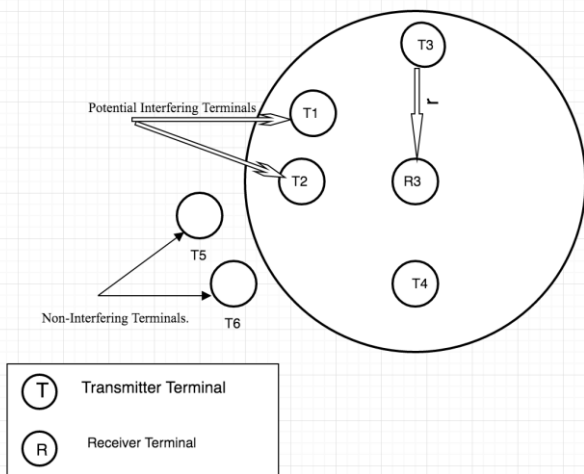 T3
Potential Interfering Terminals
T1
r
T2
R3
T5
T4
Non-Interfering Terminals.
T6
T
Transmitter Terminal
R
Receiver Terminal